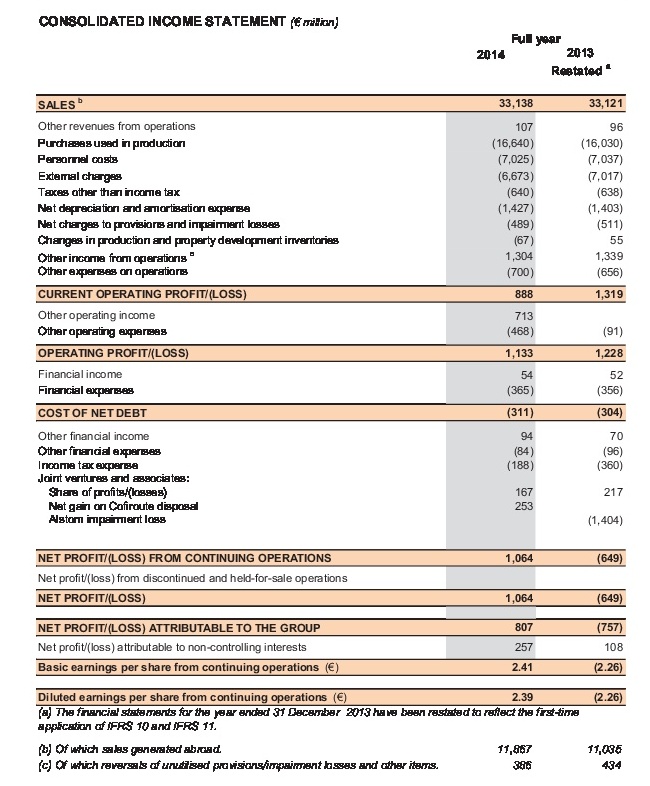 CONSOLIDATED INCOME STATEMENT (€ million)
Full year
2014 2013
Restated a
SALES b 33,138 33,121
Other revenues from operations 107 96
Purchases used in production (16,640) (16,030)
Personnel costs (7,025) (7,037)
External charges (6,673) (7,017)
Taxes other than income tax (640) (638)
Net depreciation and amortisation expense (1,427) (1,403)
Net charges to provisions and impairment losses (489) (511)
Changes in production and property development inventories (67) 55
Other income from operations c 1,304 1,339
Other expenses on operations (700) (656)
CURRENT OPERATING PROFIT/(LOSS) 888 1,319
Other operating income 713
Other operating expenses (468) (91)
OPERATING PROFIT/(LOSS) 1,133 1,228
Financial income 54 52
Financial expenses (365) (356)
COST OF NET DEBT (311) (304)
Other financial income 94 70
Other financial expenses (84) (96)
Income tax expense (188) (360)
Joint ventures and associates:
Share of profits/(losses) 167 217
Net gain on Cofiroute disposal 253
Alstom impairment loss (1,404)
NET PROFIT/(LOSS) FROM CONTINUING OPERATIONS 1,064 (649)
Net profit/(loss) from discontinued and held-for-sale operations
NET PROFIT/(LOSS) 1,064 (649)
NET PROFIT/(LOSS) ATTRIBUTABLE TO THE GROUP 807 (757)
Net profit/(loss) attributable to non-controlling interests 257 108
Basic earnings per share from continuing operations (€) 2.41 (2.26)
Diluted earnings per share from continuing operations (€) 2.39 (2.26)
(a) The financial statements for the year ended 31 December 2013 have been restated to reflect the first-time
application of IFRS 10 and IFRS 11.
(b) Of which sales generated abroad. 11,857 11,035
(c) Of which reversals of unutilised provisions/impairment losses and other items. 386 434